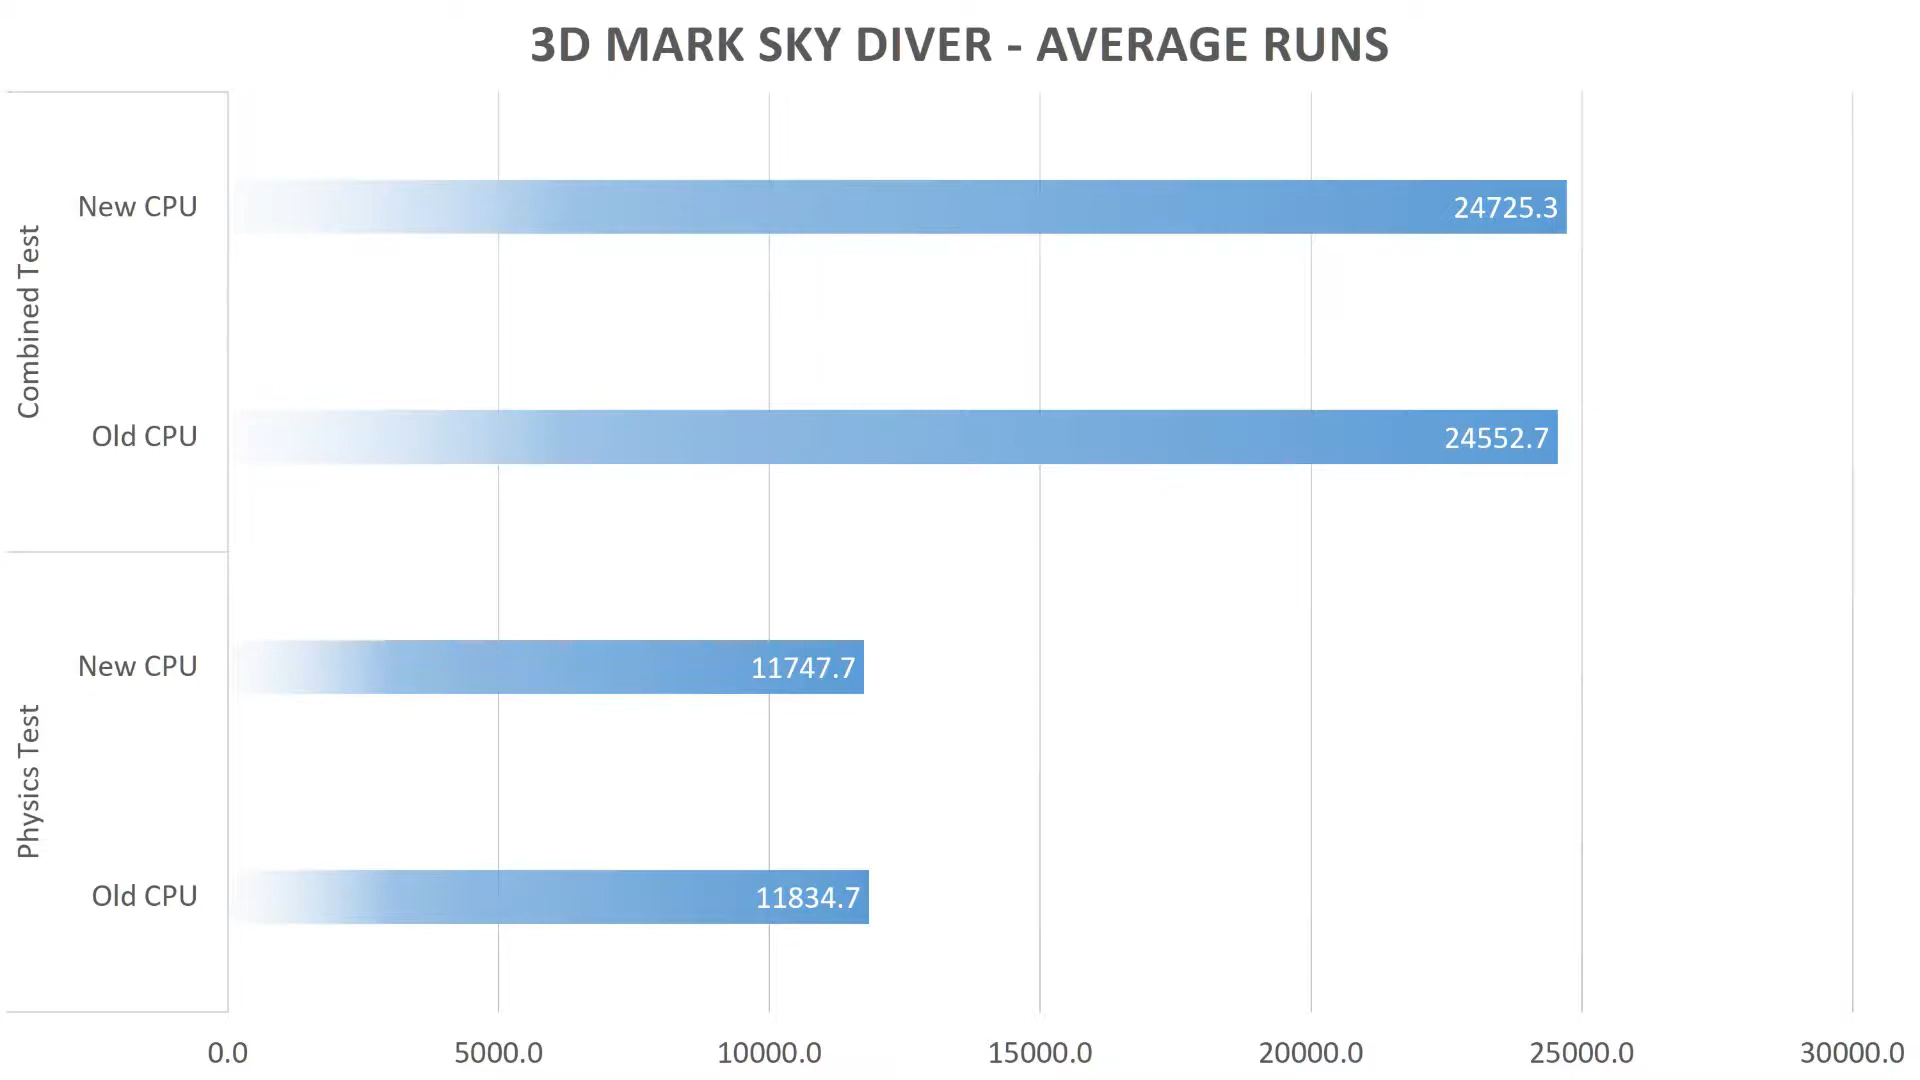 3D MARK SKY DIVER - AVERAGE RUNS
Combined Test
New CPU
24725.3
Old CPU
24552.7
Physics Test
New CPU
11747.7
Old CPU
11834.7
0.0
5000.0
10000.0
15000.0
20000.0
25000.0
30000.0